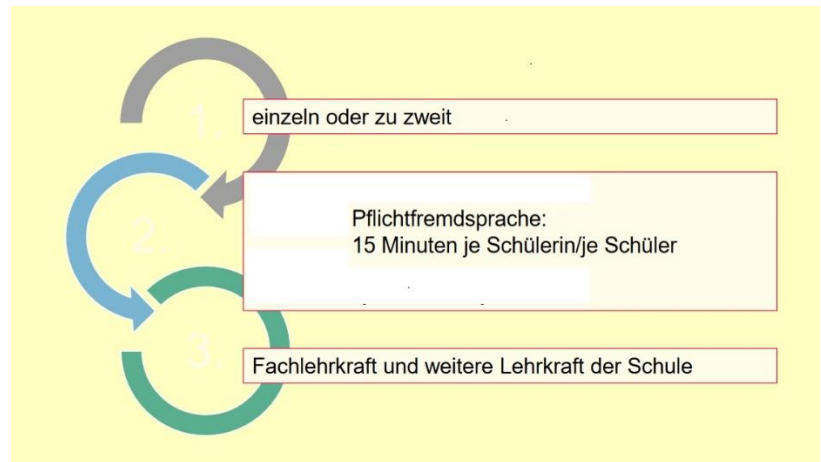 1.
einzeln oder zu zweit
2.
Pflichtfremdsprache:
15 Minuten je Schülerin/je Schüler
3.
Fachlehrkraft und weitere Lehrkraft der Schule